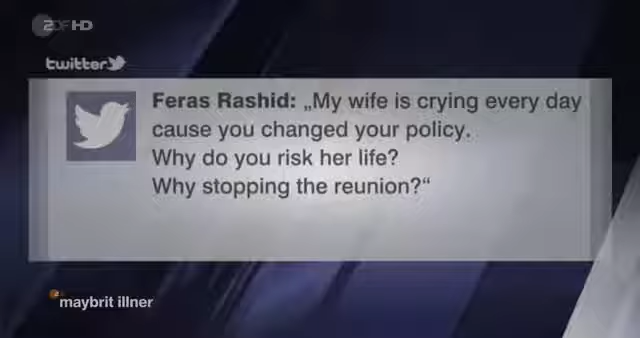 ZDF HD
twitter
Feras Rashid: „My wife is crying every day
cause you changed your policy.
Why do you risk her life?
Why stopping the reunion?“
maybrit illner